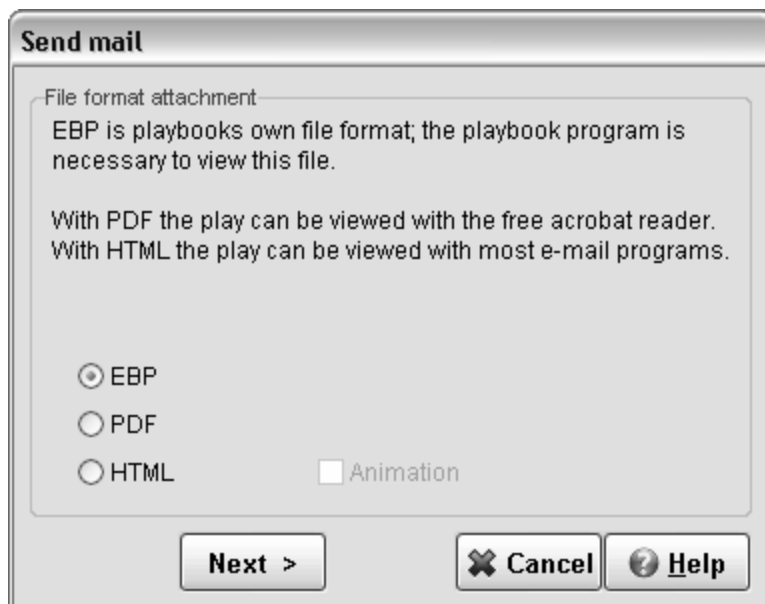 Send mail
File format attachment
EBP is playbooks own file format; the playbook program is
necessary to view this file.
With PDF the play can be viewed with the free acrobat reader.
With HTML the play can be viewed with most e-mail programs.
EBP
PDF
HTML Animation
Next > Cancel Help